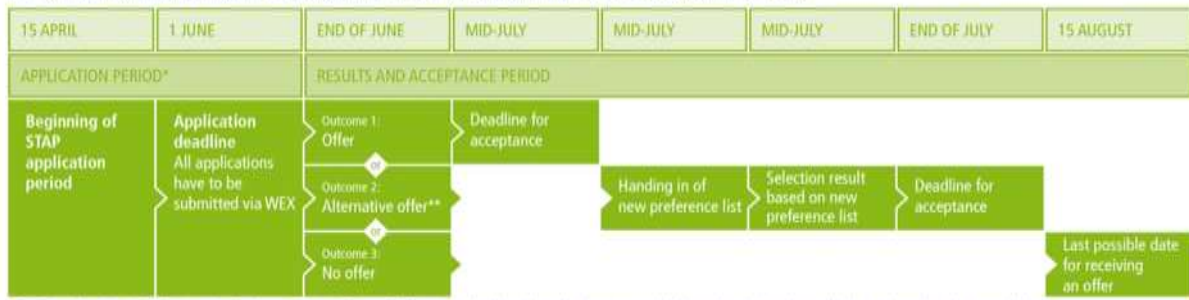 15 APRIL
1 JUNE
END OF JUNE
MID-JULY
MID-JULY
MID-JULY
END OF JULY
15 AUGUST
APPLICATION PERIOD*
RESULTS AND ACCEPTANCE PERIOD
Beginning of
STAP
application
period
Application
deadline
All applications
have to be
submitted via WEX
Outcome 1:
Offer
or
Outcome 2:
Alternative offer**
or
Outcome 3:
No offer
Deadline for
acceptance
Handing in of
new preference list
Selection result
based on new
preference list
Deadline for
acceptance
Last possible date
for receiving
an offer